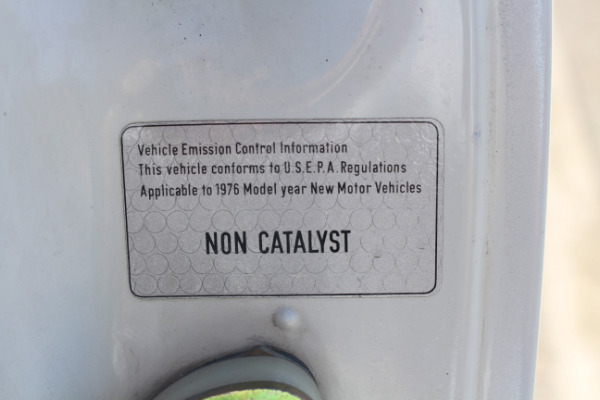 Vehicle Emission Control Information
This vehicle conforms to U.S.E.P.A. Regulations
Applicable to 1976 Model year New Motor Vehicles
NON CATALYST